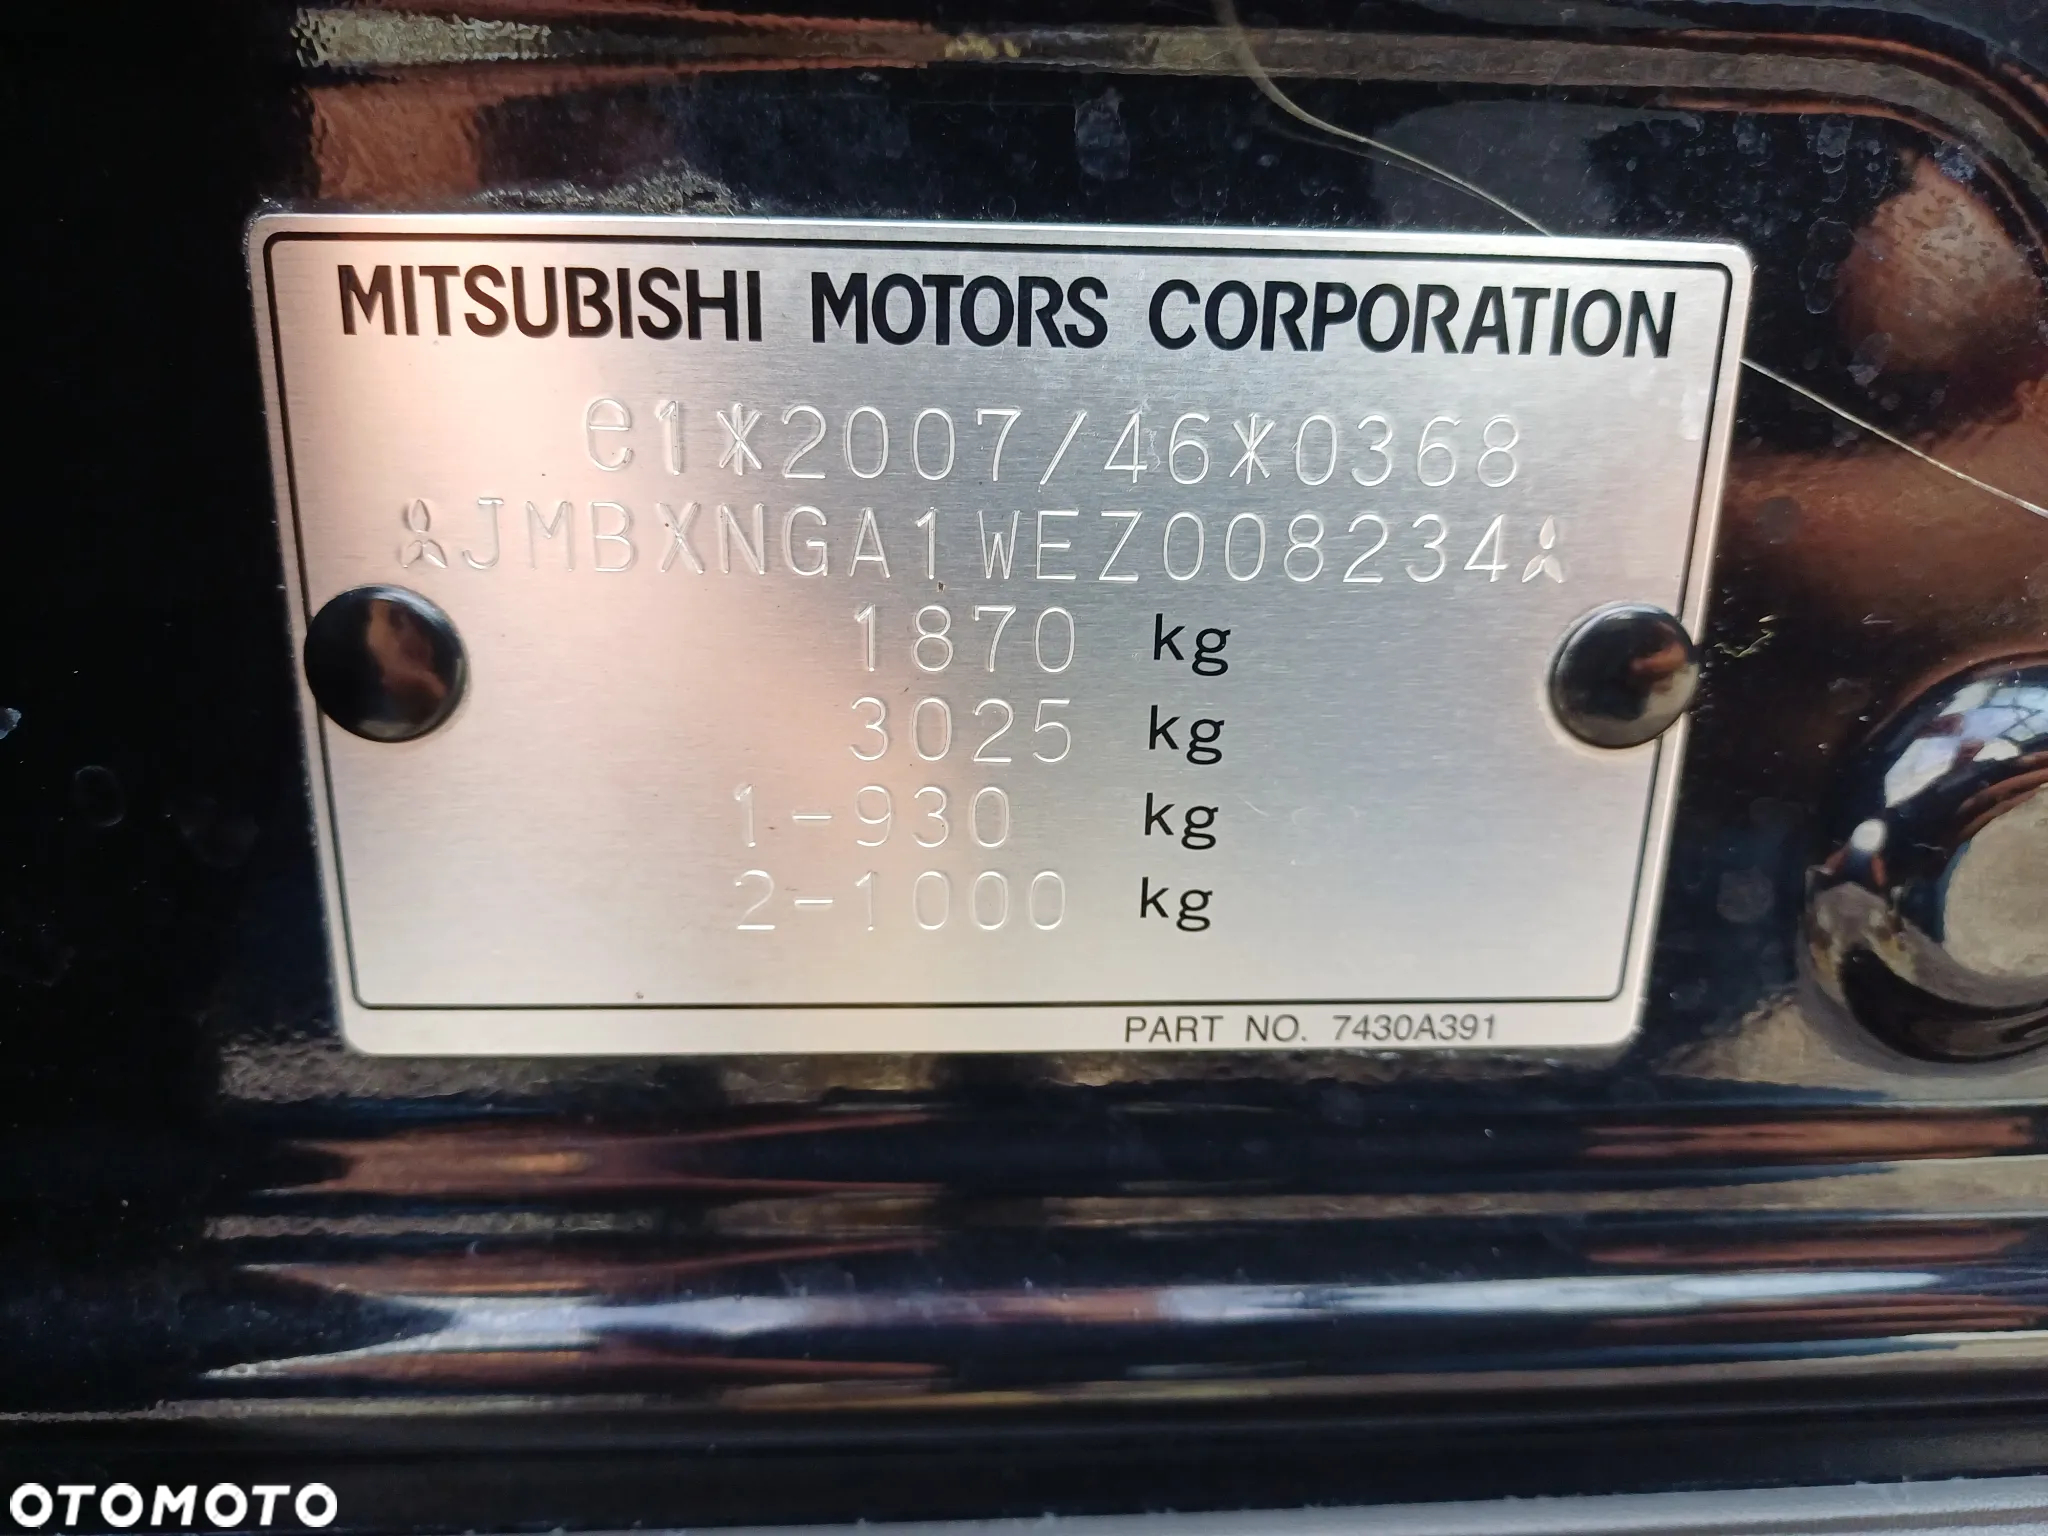 MITSUBISHI MOTORS CORPORATION
e1*2007/46*0368
JMBXNGA1WEZ008234
1870 kg
3025 kg
1-930 kg
2-1000 kg
PART NO. 7430A391
OTOMOTO